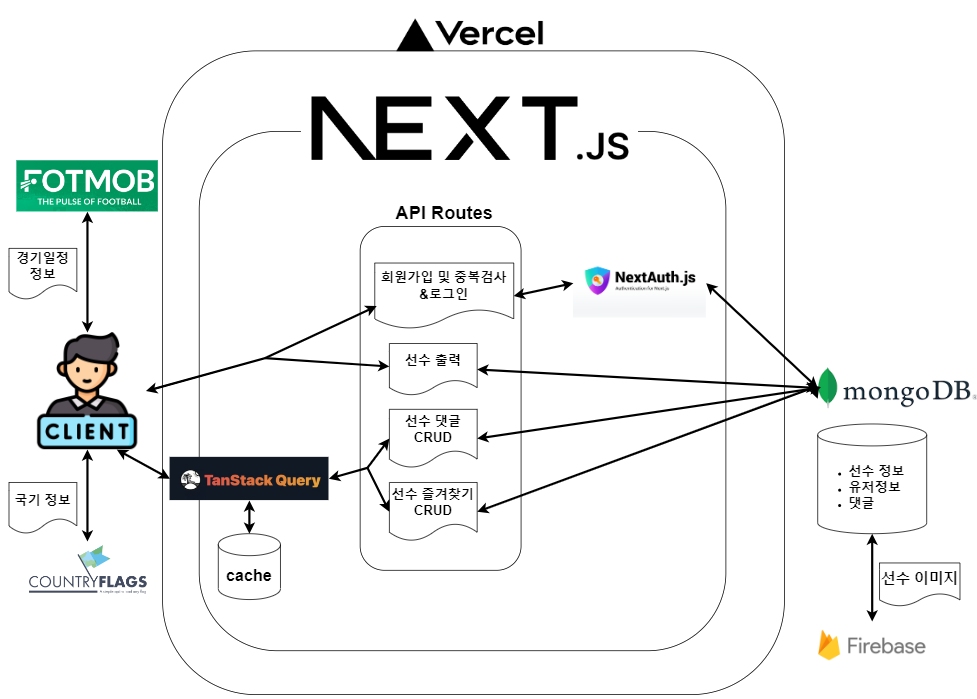 Vercel
NEXT.JS
FOTMOB
THE PULSE OF FOOTBALL
경기일정
정보
CLIENT
국기 정보
COUNTRYFLAGS
API Routes
회원가입 및 중복검사
&로그인
선수 출력
선수 댓글
CRUD
선수 즐겨찾기
CRUD
NextAuth.js
Authentication for Next.js
TanStack Query
cache
mongoDB
선수 정보
유저정보
댓글
선수 이미지
Firebase